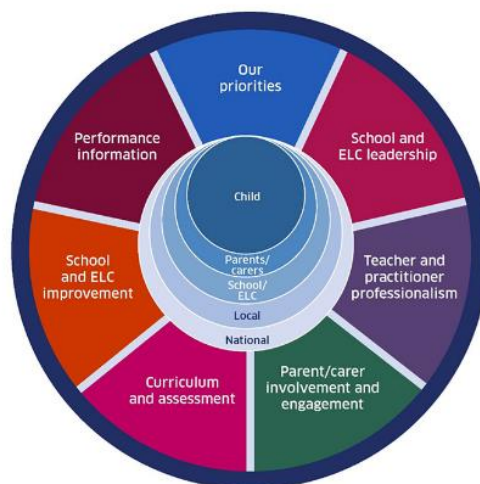 Our
priorities
School and
ELC leadership
Teacher and
practitioner
professionalism
Parent/carer
involvement and
engagement
Curriculum
and assessment
School
and ELC
improvement
Performance
information
Child
Parents/
carers
School/
ELC
Local
National